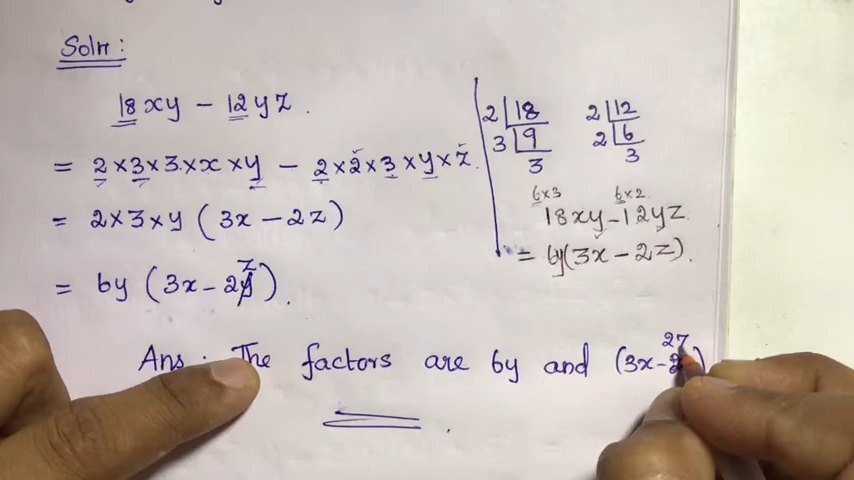 Soln :
18xy - 12yz.
= 2×3×3.×x×y - 2×2×3×y×z.
= 2×3×y (3x-2z)
= 6y (3x-2z).
Ans : The factors are 6y and (3x-2z)
2 18
3 9
3
2 12
2 6
3
6×3 6×2
18xy-12yz
= 6y(3x-2z).